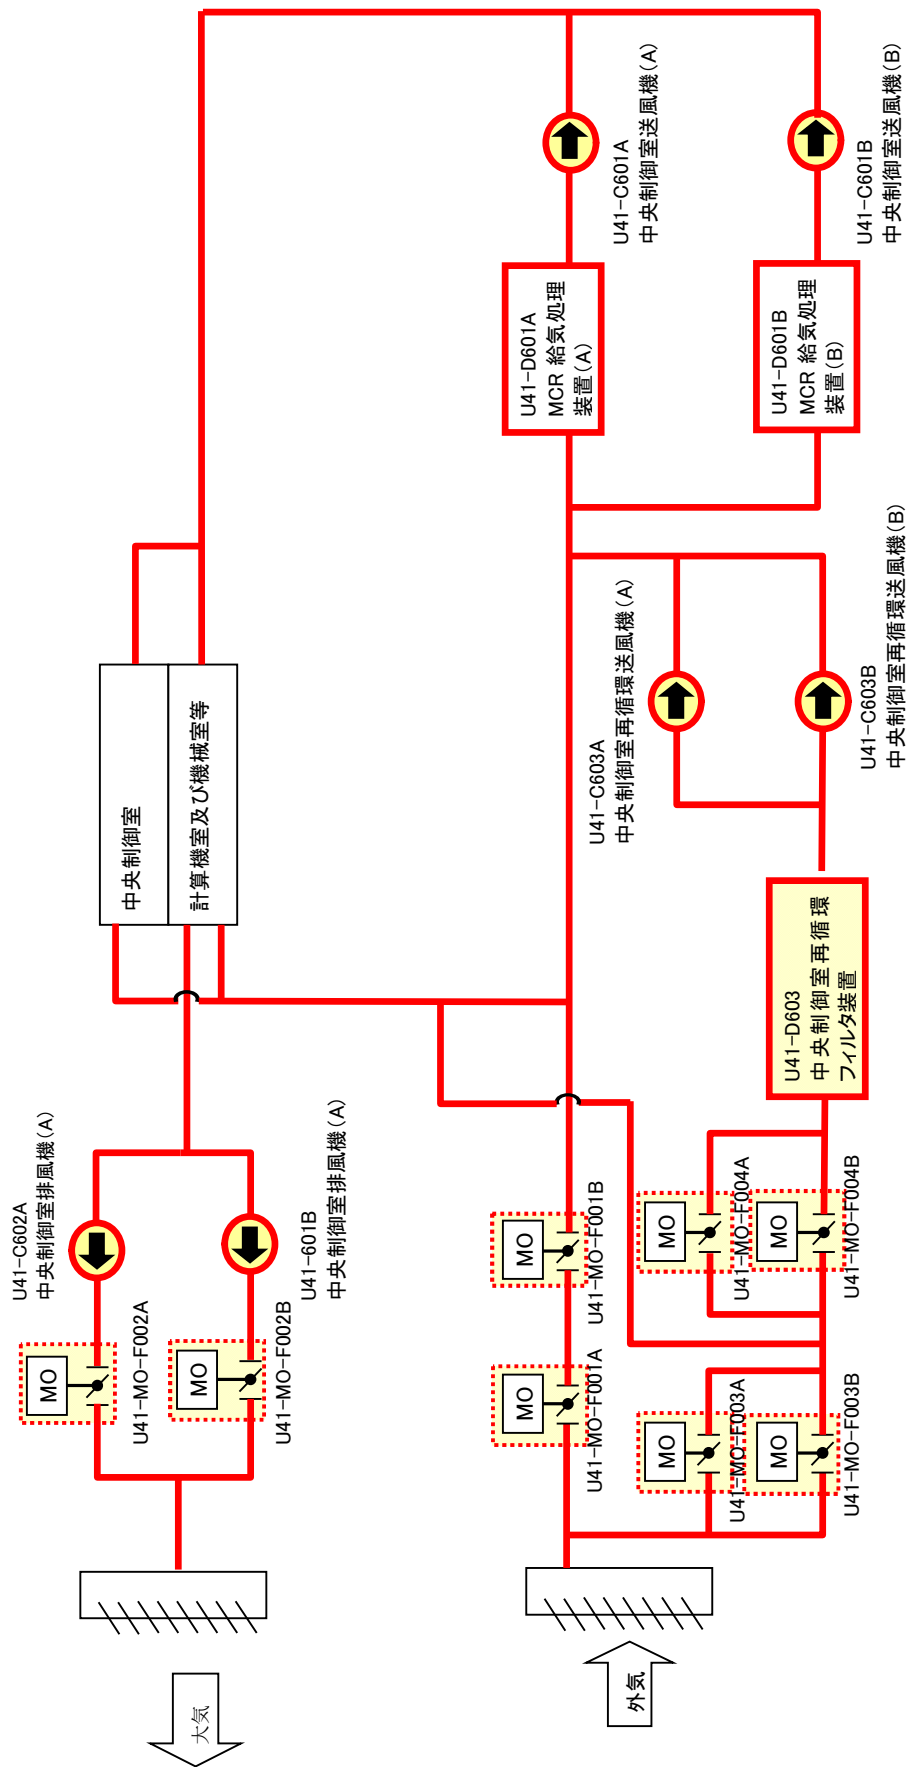 大気
U41-C602A
中央制御室排風機(A)
MO
U41-MO-F002A
MO
U41-MO-F002B
U41-601B
中央制御室排風機(A)
中央制御室
計算機室及び機械室等
外気
MO
U41-MO-F001A
MO
U41-MO-F001B
MO
U41-MO-F003A
MO
U41-MO-F003B
MO
U41-MO-F004A
MO
U41-MO-F004B
U41-D603
中央制御室再循環
フィルタ装置
U41-C603A
中央制御室再循環送風機(A)
U41-C603B
中央制御室再循環送風機(B)
U41-D601A
MCR 給気処理
装置(A)
U41-D601B
MCR 給気処理
装置(B)
U41-C601A
中央制御室送風機(A)
U41-C601B
中央制御室送風機(B)